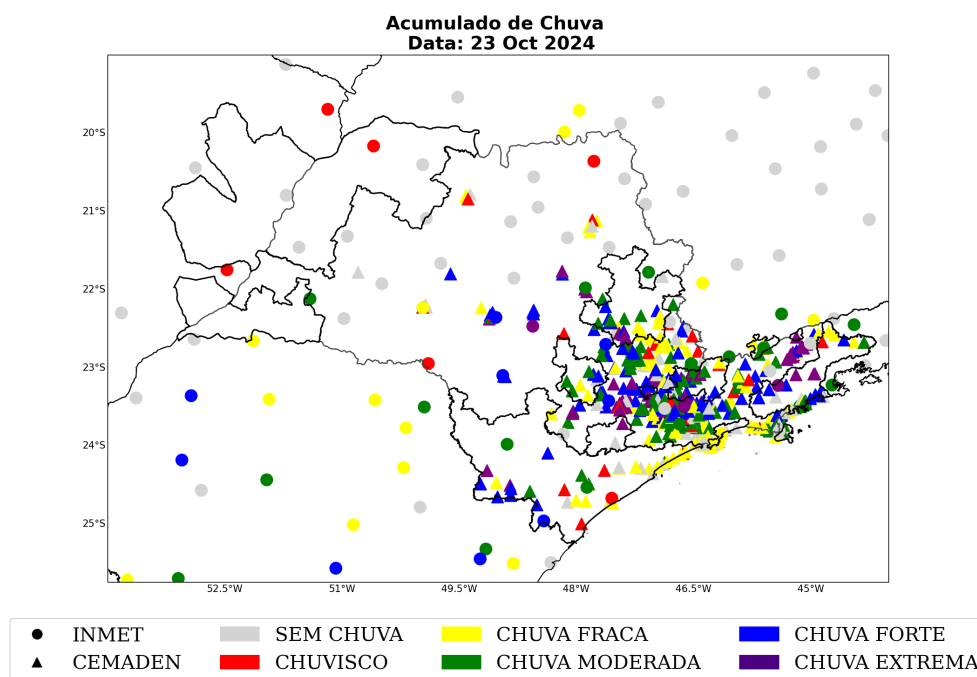 Acumulado de Chuva
Data: 23 Oct 2024
20°S
21°S
22°S
23°S
24°S
25°S
52.5°W 51°W 49.5°W 48°W 46.5°W 45°W
INMET SEM CHUVA CHUVA FRACA CHUVA FORTE
CEMADEN CHUVISCO CHUVA MODERADA CHUVA EXTREMA